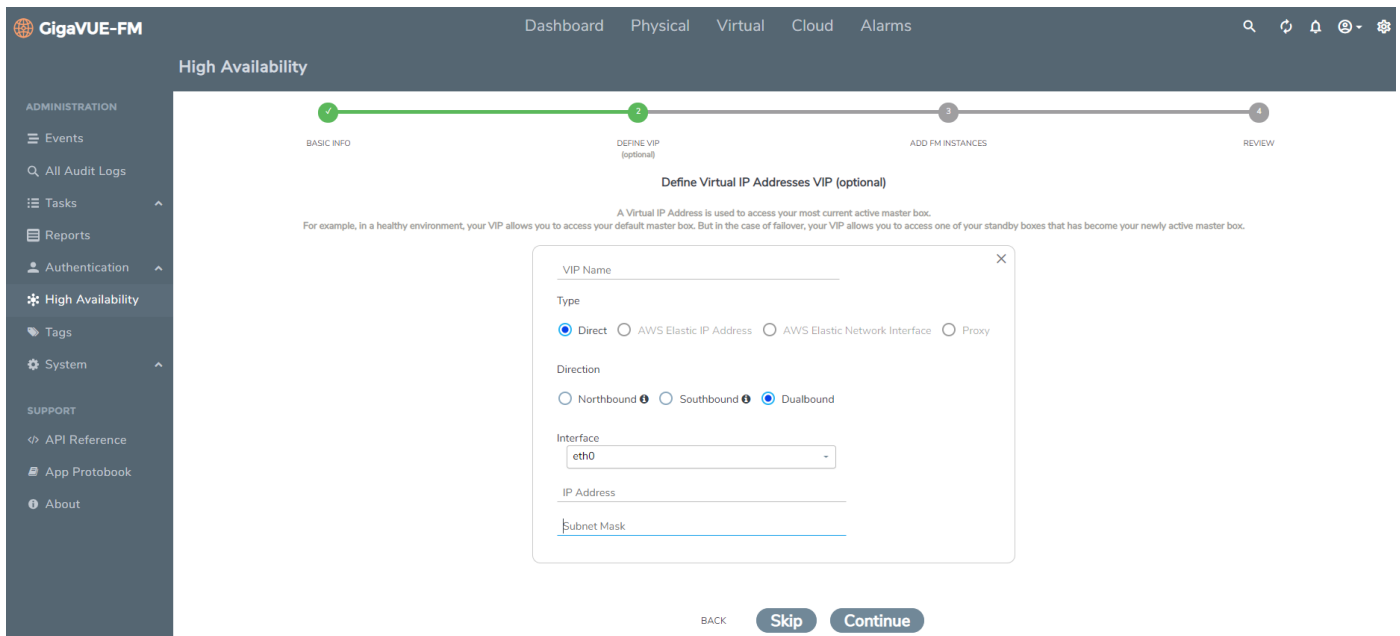 GigaVUE-FM
Dashboard Physical Virtual Cloud Alarms
High Availability
ADMINISTRATION
Events
All Audit Logs
Tasks
Reports
Authentication
High Availability
Tags
System
SUPPORT
API Reference
App Protobook
About
✓ 2 3 4
BASIC INFO DEFINE VIP ADD FM INSTANCES REVIEW
(optional)
Define Virtual IP Addresses VIP (optional)
A Virtual IP Address is used to access your most current active master box.
For example, in a healthy environment, your VIP allows you to access your default master box. But in the case of failover, your VIP allows you to access one of your standby boxes that has become your newly active master box.
VIP Name
Type
Direct AWS Elastic IP Address AWS Elastic Network Interface Proxy
Direction
Northbound Southbound Dualbound
Interface
eth0
IP Address
Subnet Mask
BACK Skip Continue